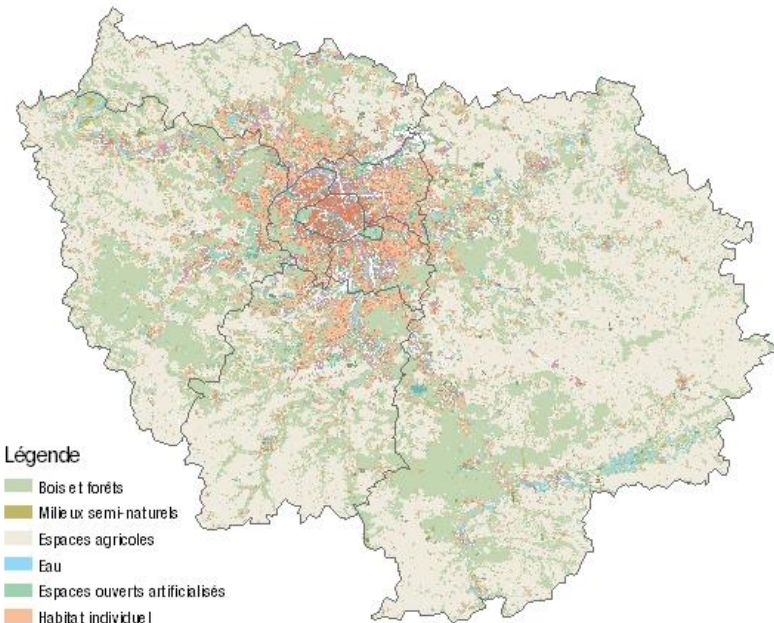 Légende
Bois et forêts
Milieux semi-naturels
Espaces agricoles
Eau
Espaces ouverts artificialisés
Habitat individuel